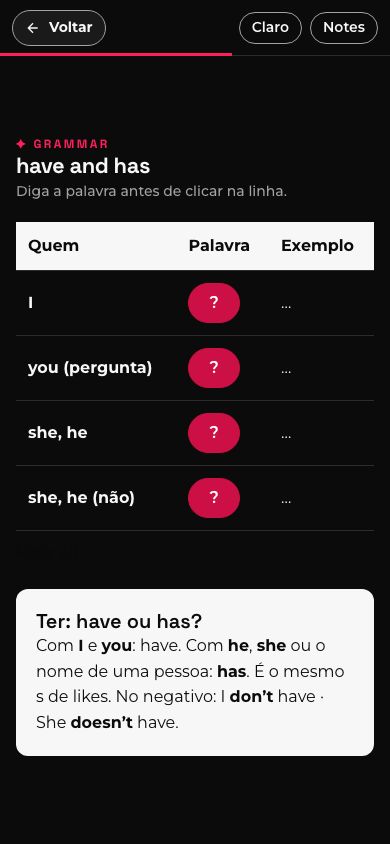 ← Voltar
Claro
Notes
✦ GRAMMAR
have and has
Diga a palavra antes de clicar na linha.
Quem Palavra Exemplo
I ? ...
you (pergunta) ? ...
she, he ? ...
she, he (não) ? ...
Ter: have ou has?
Com I e you: have. Com he, she ou o
nome de uma pessoa: has. É o mesmo
s de likes. No negativo: I don’t have ·
She doesn’t have.